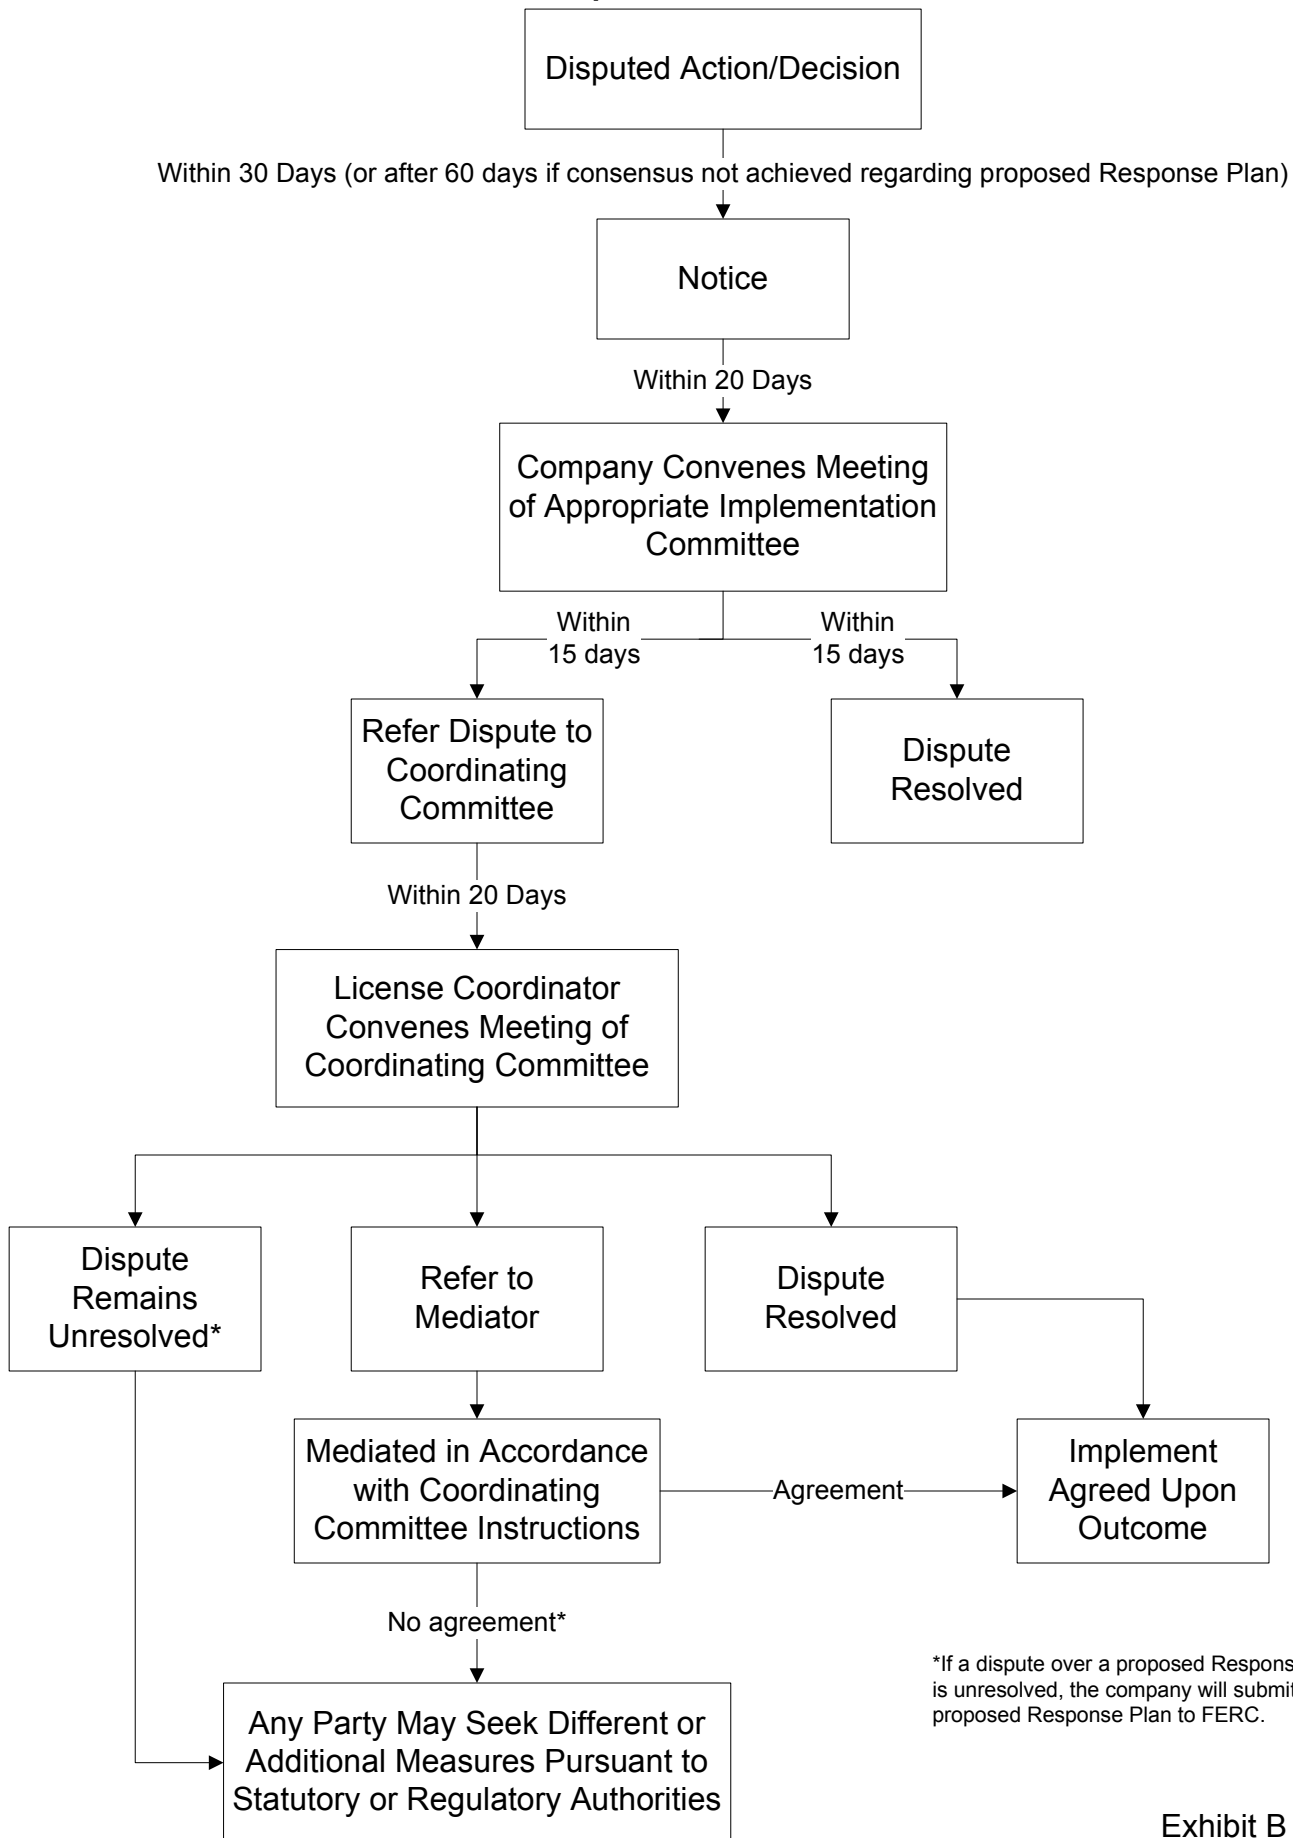 Disputed Action/Decision
Within 30 Days (or after 60 days if consensus not achieved regarding proposed Response Plan)
Notice
Within 20 Days
Company Convenes Meeting
of Appropriate Implementation
Committee
Within
15 days
Within
15 days
Refer Dispute to
Coordinating
Committee
Dispute
Resolved
Within 20 Days
License Coordinator
Convenes Meeting of
Coordinating Committee
Dispute
Remains
Unresolved*
Refer to
Mediator
Dispute
Resolved
Mediated in Accordance
with Coordinating
Committee Instructions
Agreement
Implement
Agreed Upon
Outcome
No agreement*
*If a dispute over a proposed Respons
is unresolved, the company will submit
proposed Response Plan to FERC.
Any Party May Seek Different or
Additional Measures Pursuant to
Statutory or Regulatory Authorities
Exhibit B